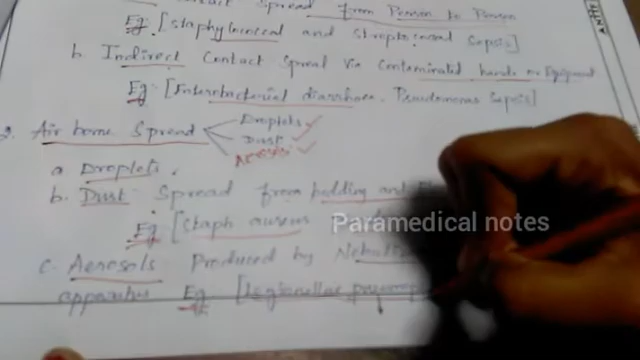 Contact Spread from Person to Person
Eg. [Staphylococcal and streptococcal sepsis]
b. Indirect Contact Spread via Contaminated hands or Equipment
Eg [Enterobacterial diarrhoea, Pseudomonas sepsis]
2. Air borne Spread
Droplets
Dust
Aerosols
a. Droplets.
b. Dust Spread from bedding and
Eg [Staph aureus
Paramedical notes
c. Aerosols Produced by
apparatus Eg [Legionellae